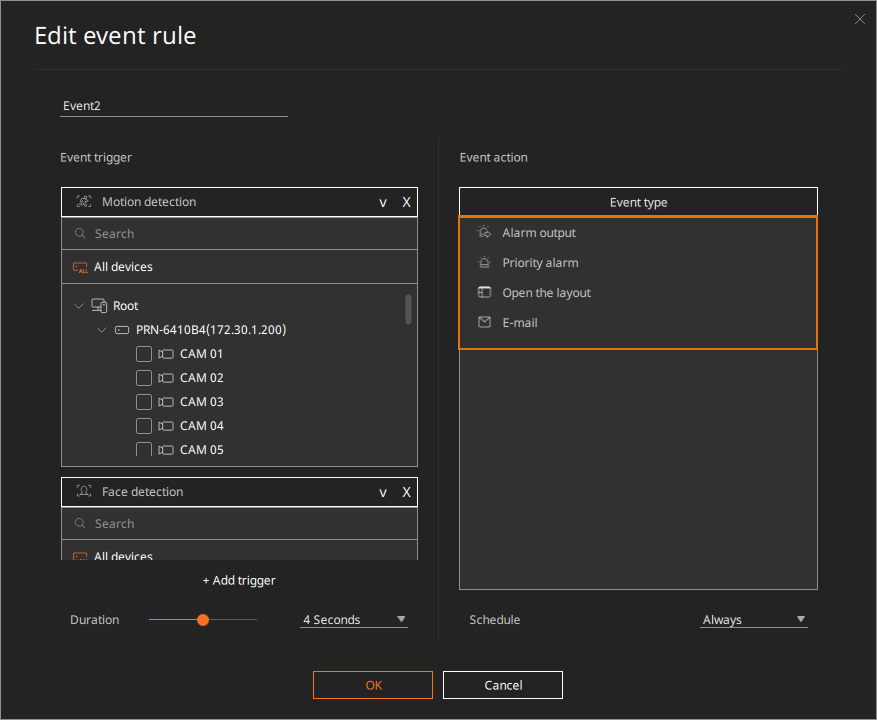 Edit event rule
Event2
Event trigger
Motion detection v X
Search
All devices
Root
PRN-6410B4(172.30.1.200)
CAM 01
CAM 02
CAM 03
CAM 04
CAM 05
Face detection v X
Search
All devices
+ Add trigger
Duration 4 Seconds
Event action
Event type
Alarm output
Priority alarm
Open the layout
E-mail
Schedule Always
OK Cancel